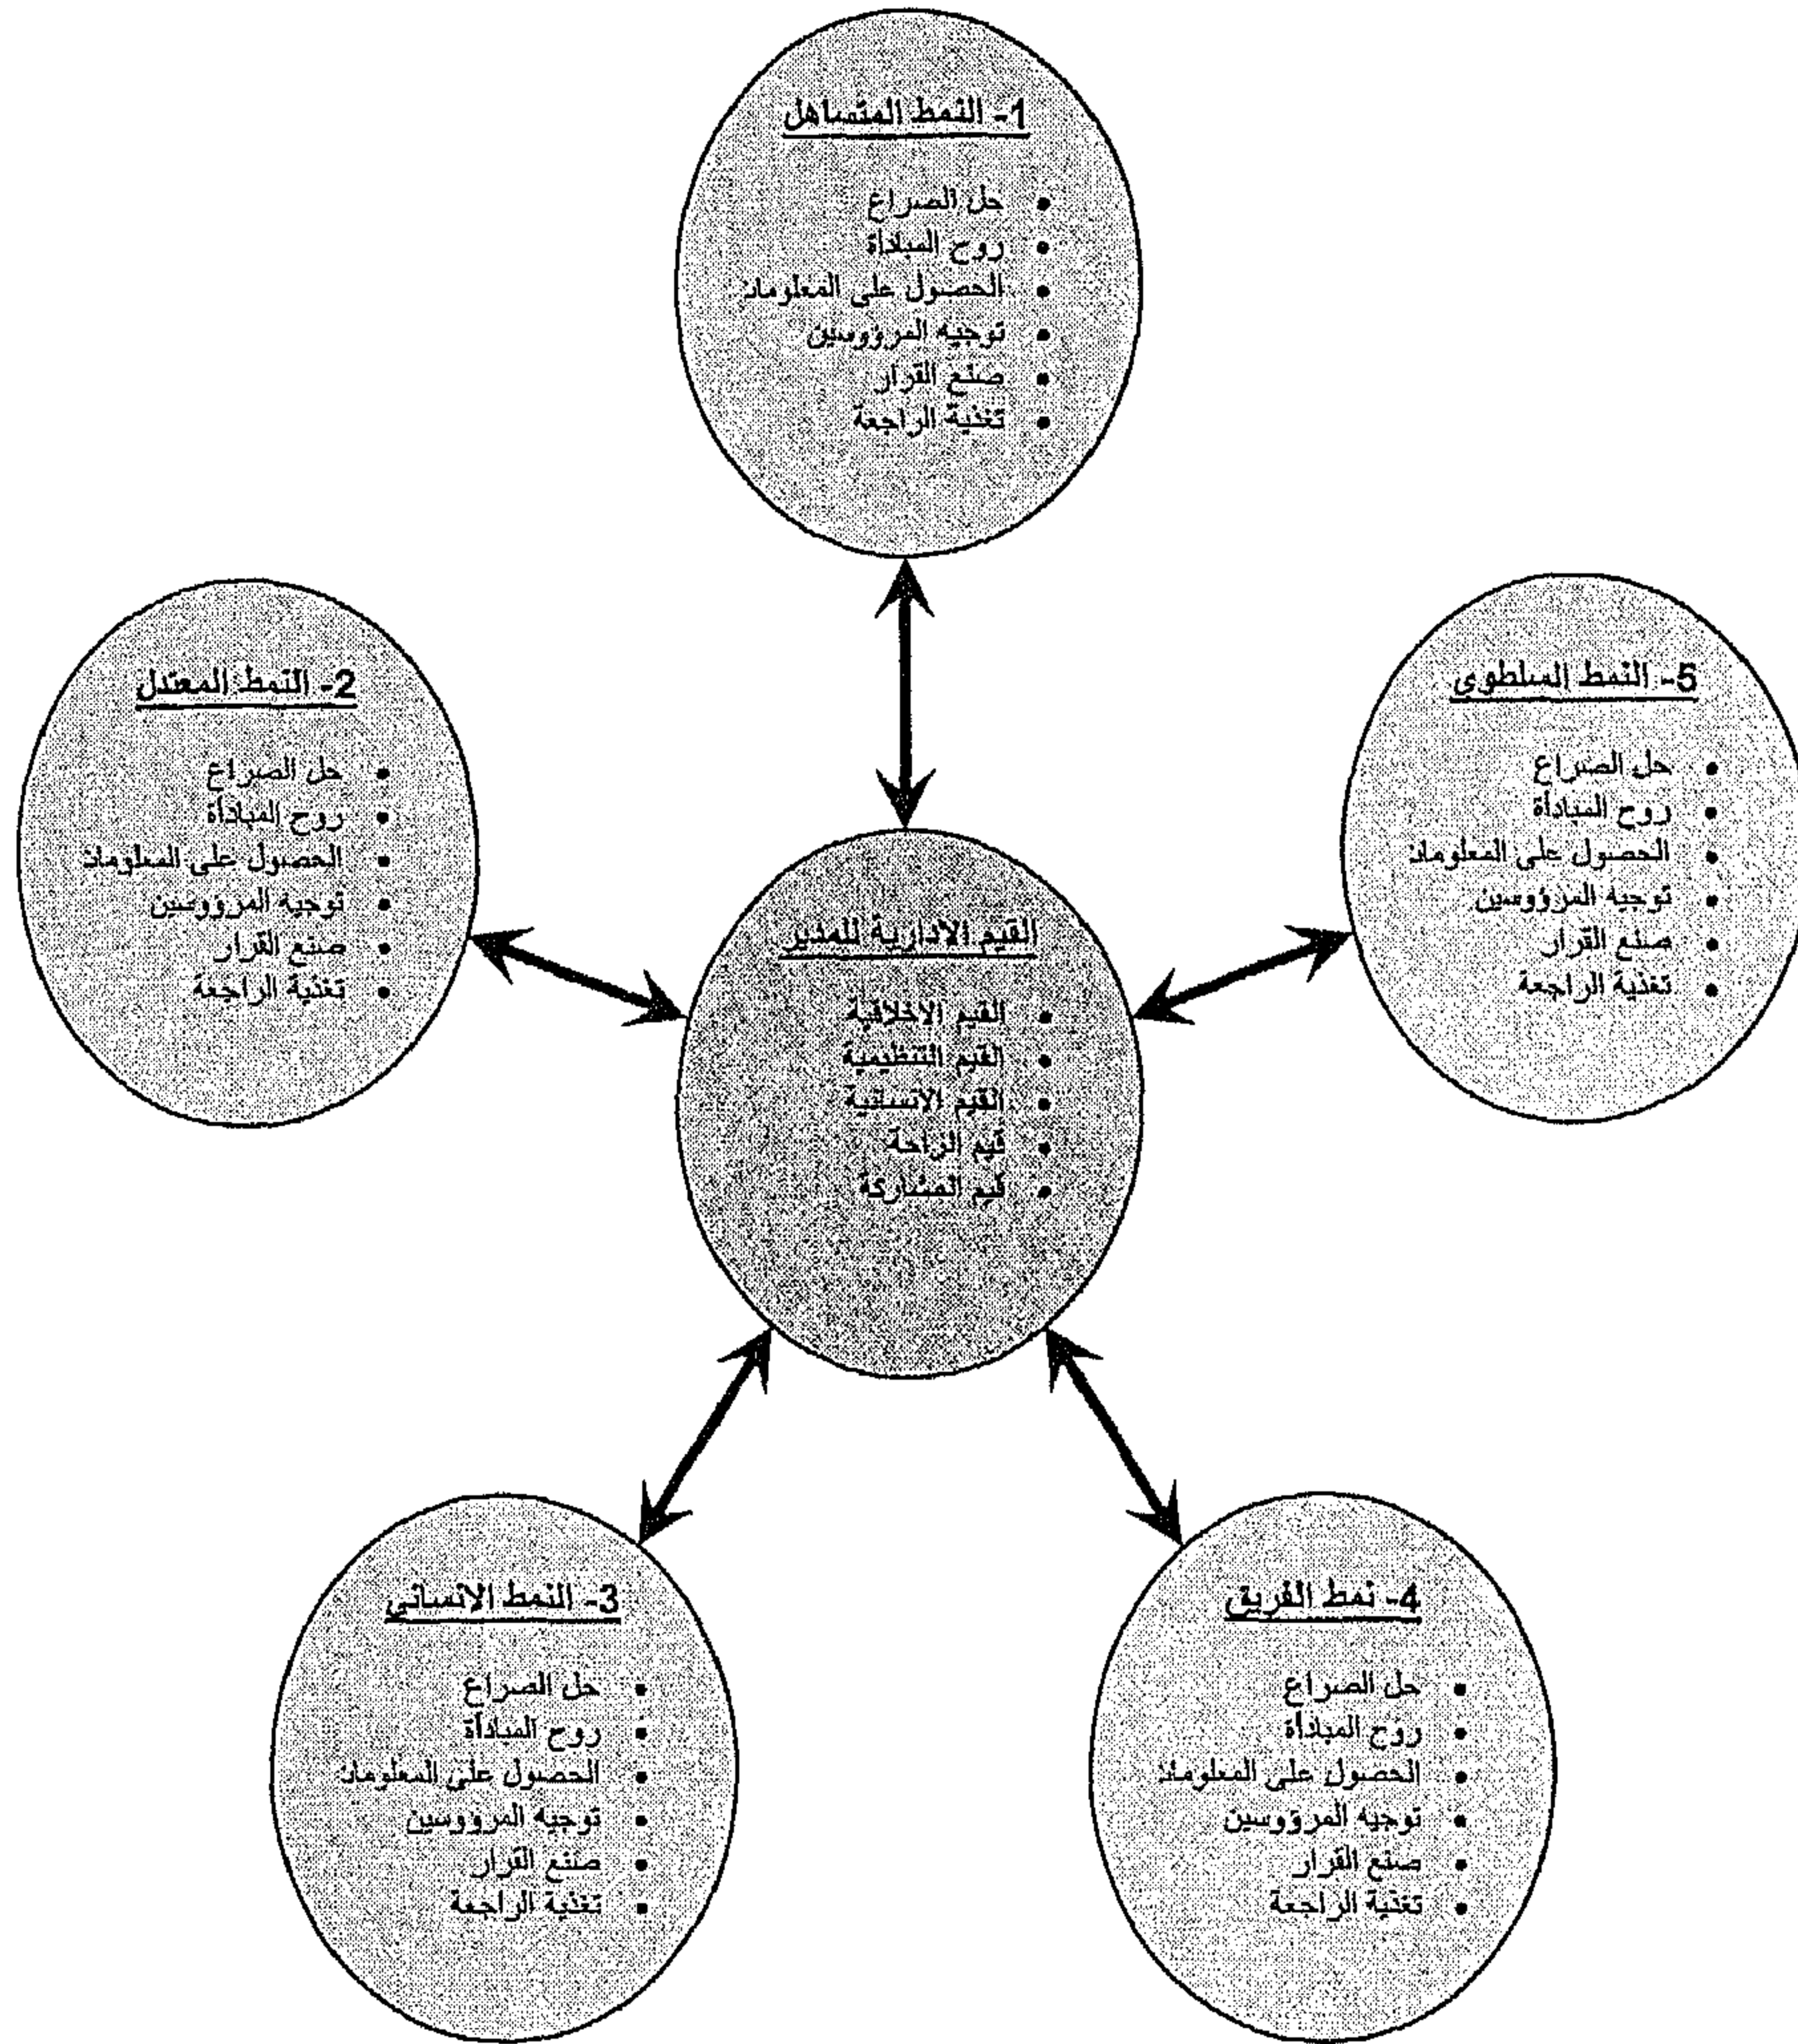 1- النمط المتساهل
• حل الصراع
• روح المبادأة
• الحصول على المعلومات
• توجيه المرؤوسين
• صنع القرار
• تغذية الراجعة
2- النمط المعتدل
• حل الصراع
• روح المبادأة
• الحصول على المعلومات
• توجيه المرؤوسين
• صنع القرار
• تغذية الراجعة
5- النمط السلطوي
• حل الصراع
• روح المبادأة
• الحصول على المعلومات
• توجيه المرؤوسين
• صنع القرار
• تغذية الراجعة
القيم الادارية للمدير
• القيم الاخلاقية
• القيم التنظيمية
• القيم الانسانية
• قيم الراحة
• قيم المشاركة
3- النمط الانساني
• حل الصراع
• روح المبادأة
• الحصول على المعلومات
• توجيه المرؤوسين
• صنع القرار
• تغذية الراجعة
4- نمط الفريق
• حل الصراع
• روح المبادأة
• الحصول على المعلومات
• توجيه المرؤوسين
• صنع القرار
• تغذية الراجعة